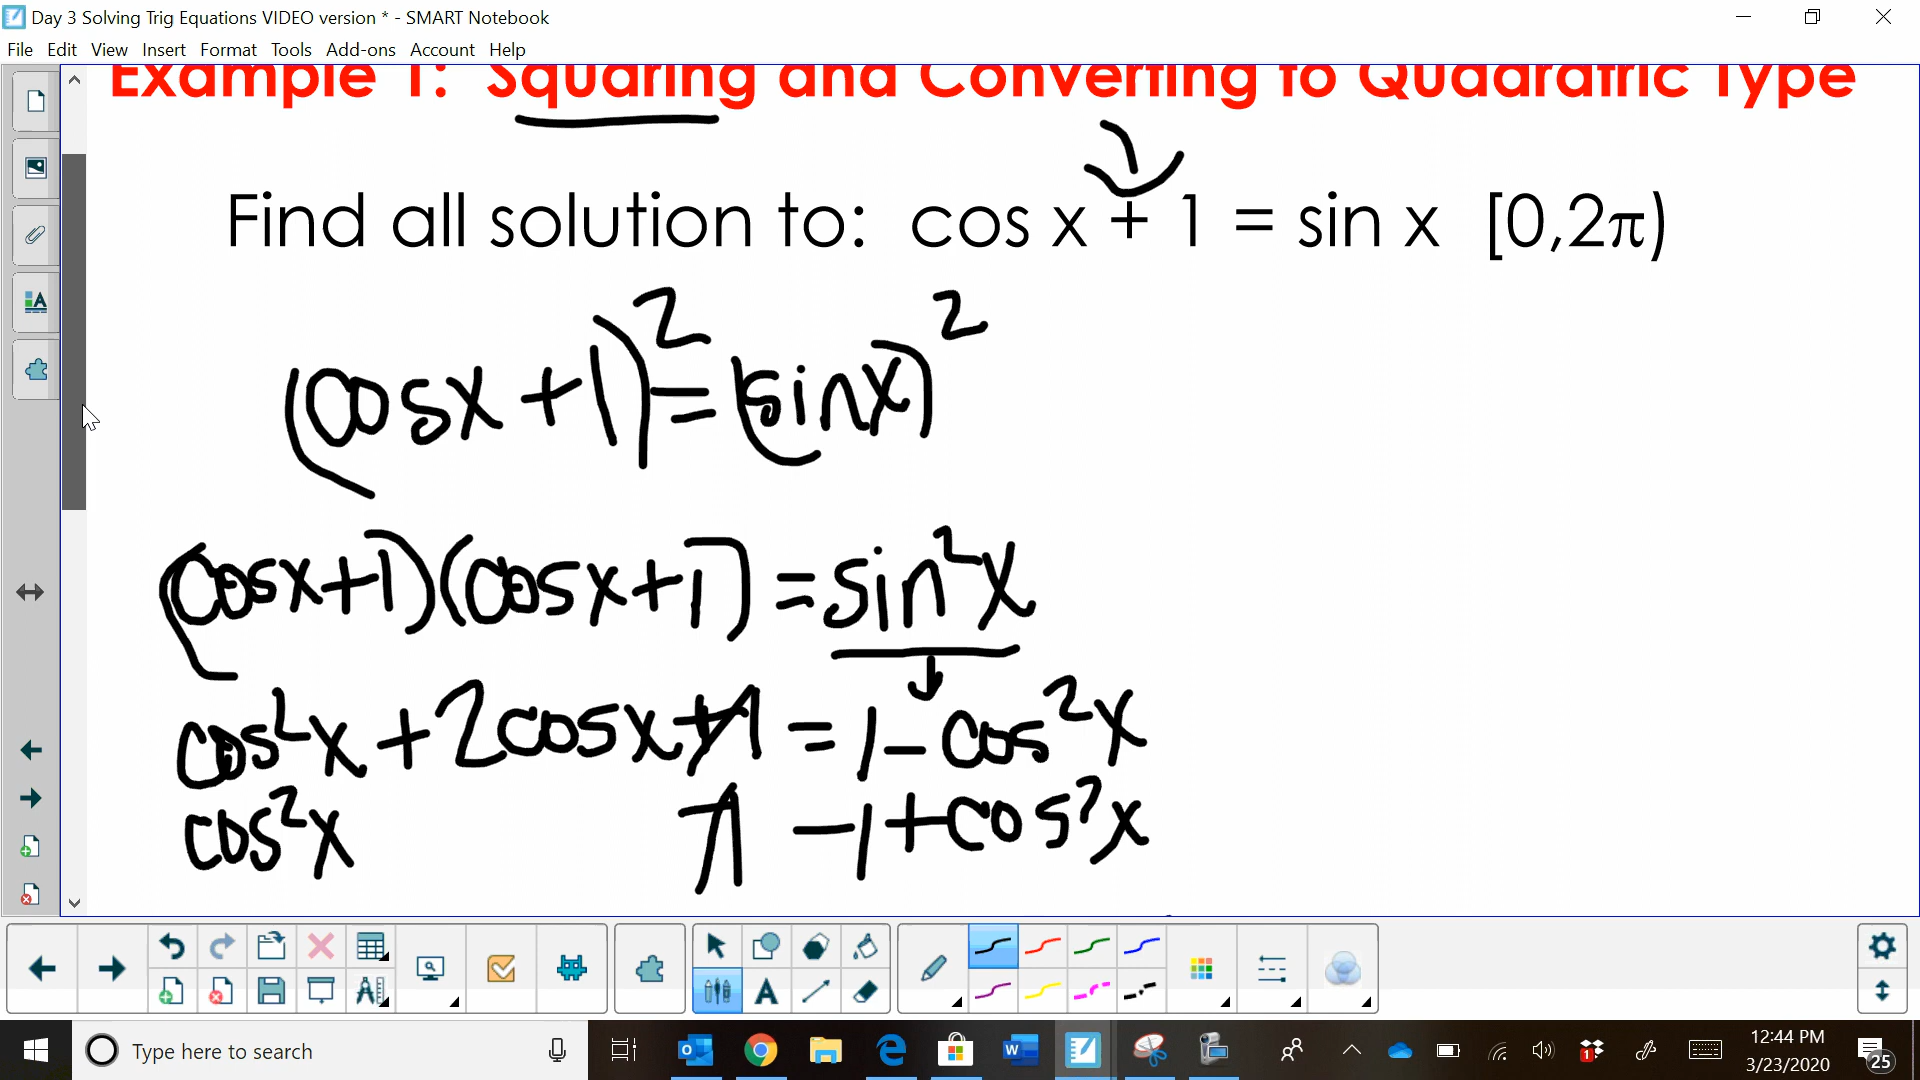 Day 3 Solving Trig Equations VIDEO version * - SMART Notebook
File Edit View Insert Format Tools Add-ons Account Help
Example 1: Squaring and Converting to Quadratric Type
Find all solution to: cos x + 1 = sin x [0,2π)
(cosx+1)² = (sinx)²
(cosx+1)(cosx+1) = sin²x
cos²x + 2cosx + 1 = 1 - cos²x
cos²x -1 -1 + cos²x
Type here to search
12:44 PM
3/23/2020
1
25